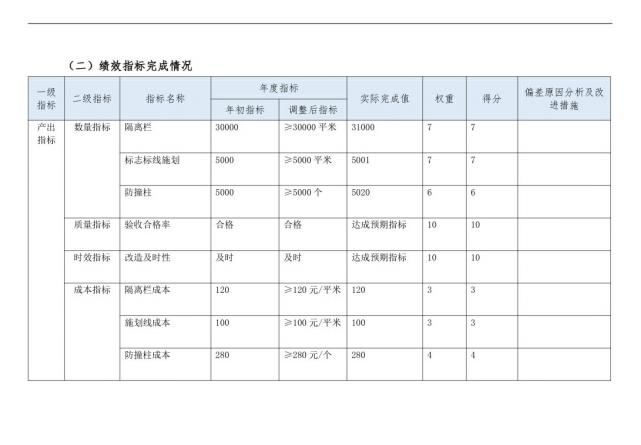 （二）绩效指标完成情况
一级指标 二级指标 指标名称 年度指标 实际完成值 权重 得分 偏差原因分析及改进措施
年初指标 调整后指标
产出指标 数量指标 隔离栏 30000 ≥30000 平米 31000 7 7
标志标线施划 5000 ≥5000 平米 5001 7 7
防撞柱 5000 ≥5000 个 5020 6 6
质量指标 验收合格率 合格 合格 达成预期指标 10 10
时效指标 改造及时性 及时 及时 达成预期指标 10 10
成本指标 隔离栏成本 120 ≥120 元/平米 120 3 3
施划线成本 100 ≥100 元/平米 100 3 3
防撞柱成本 280 ≥280 元/个 280 4 4